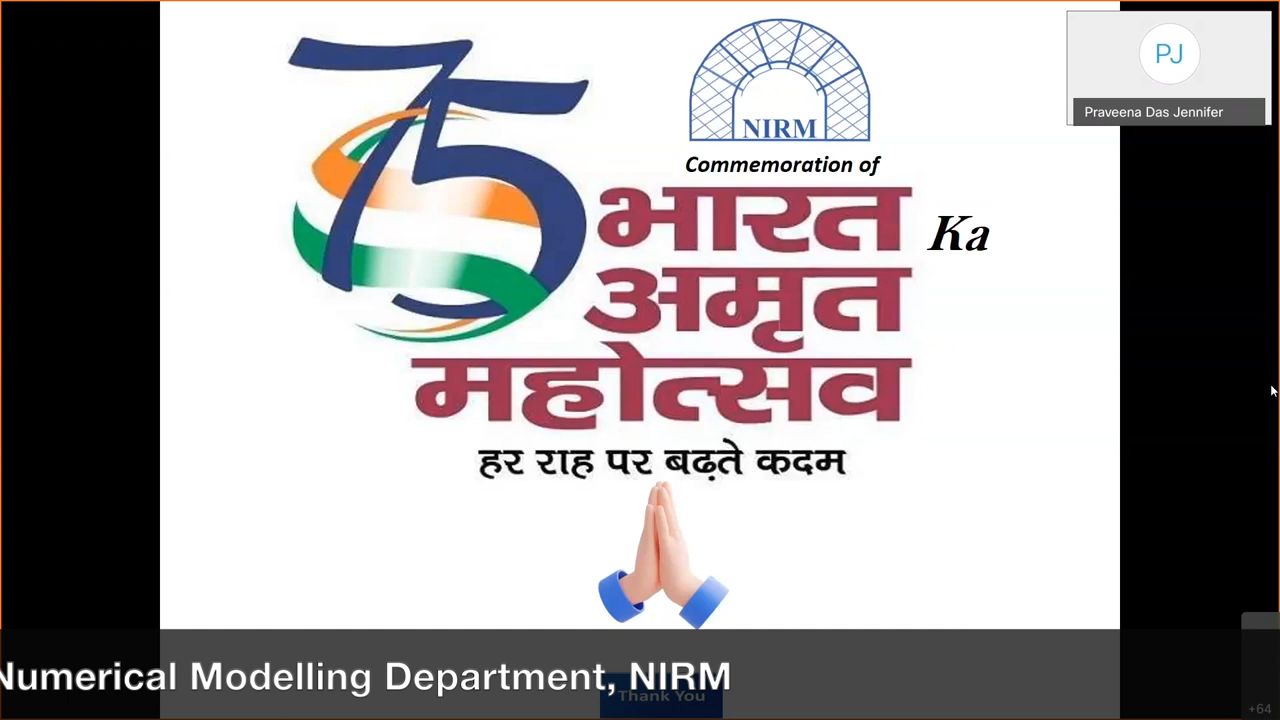 75
NIRM
Commemoration of
भारत Ka
अमृत
महोत्सव
हर राह पर बढ़ते कदम
PJ
Praveena Das Jennifer
Numerical Modelling Department, NIRM
Thank You
+64